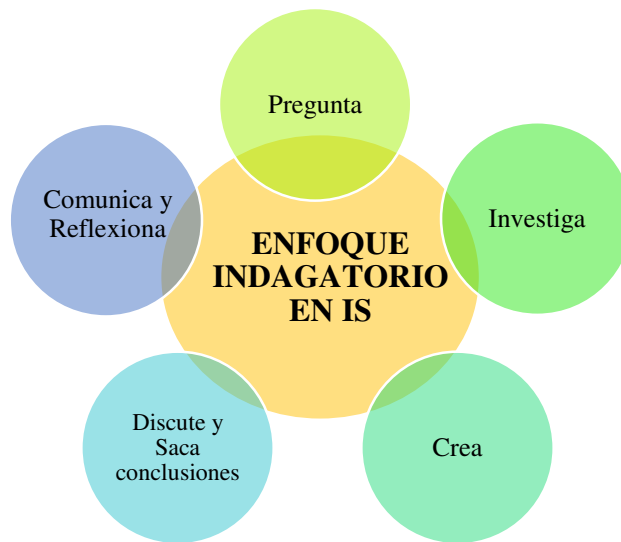 Pregunta
Investiga
Crea
Discute y
Saca
conclusiones
Comunica y
Reflexiona
ENFOQUE
INDAGATORIO
EN IS